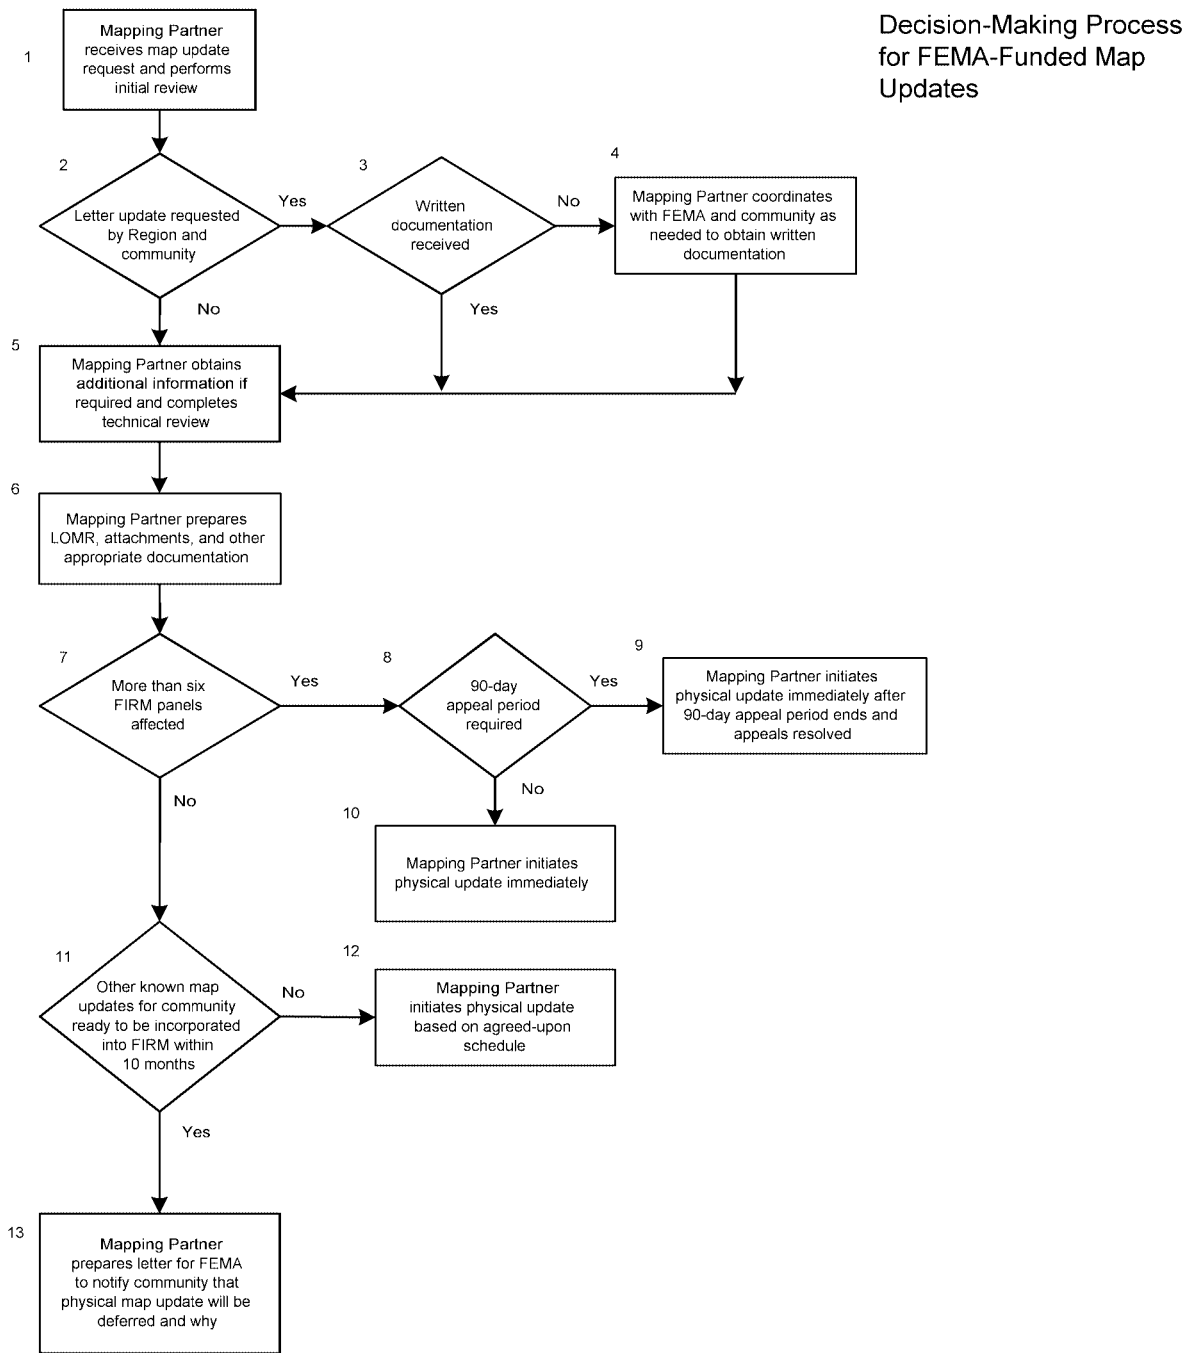 Decision-Making Process
for FEMA-Funded Map
Updates
1
Mapping Partner
receives map update
request and performs
initial review
2
Letter update requested
by Region and
community
Yes
No
3
Written
documentation
received
No
Yes
4
Mapping Partner coordinates
with FEMA and community as
needed to obtain written
documentation
5
Mapping Partner obtains
additional information if
required and completes
technical review
6
Mapping Partner prepares
LOMR, attachments, and other
appropriate documentation
7
More than six
FIRM panels
affected
Yes
No
8
90-day
appeal period
required
Yes
No
9
Mapping Partner initiates
physical update immediately after
90-day appeal period ends and
appeals resolved
10
Mapping Partner initiates
physical update immediately
11
Other known map
updates for community
ready to be incorporated
into FIRM within
10 months
No
Yes
12
Mapping Partner
initiates physical update
based on agreed-upon
schedule
13
Mapping Partner
prepares letter for FEMA
to notify community that
physical map update will be
deferred and why